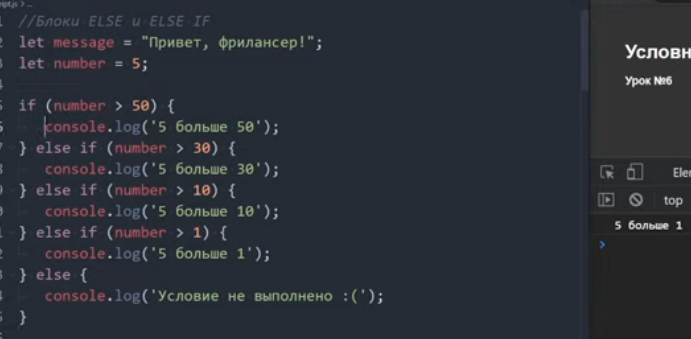 //Блоки ELSE и ELSE IF
let message = "Привет, фрилансер!";
let number = 5;
if (number > 50) {
console.log('5 больше 50');
} else if (number > 30) {
console.log('5 больше 30');
} else if (number > 10) {
console.log('5 больше 10');
} else if (number > 1) {
console.log('5 больше 1');
} else {
console.log('Условие не выполнено :(');
}
Условн
Урок №6
Ele
top
5 больше 1